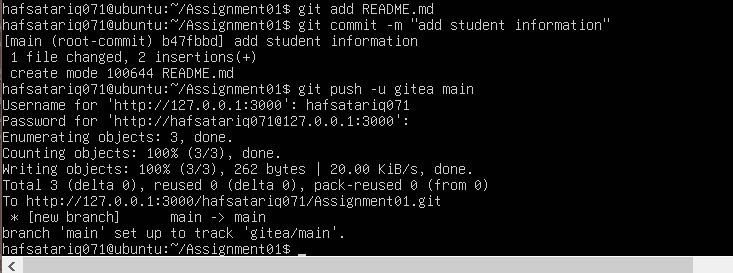 hafsatariq071@ubuntu:~/Assignment01$ git add README.md
hafsatariq071@ubuntu:~/Assignment01$ git commit -m "add student information"
[main (root-commit) b47fbbd] add student information
 1 file changed, 2 insertions(+)
 create mode 100644 README.md
hafsatariq071@ubuntu:~/Assignment01$ git push -u gitea main
Username for 'http://127.0.0.1:3000': hafsatariq071
Password for 'http://hafsatariq071@127.0.0.1:3000':
Enumerating objects: 3, done.
Counting objects: 100% (3/3), done.
Writing objects: 100% (3/3), 262 bytes | 20.00 KiB/s, done.
Total 3 (delta 0), reused 0 (delta 0), pack-reused 0 (from 0)
To http://127.0.0.1:3000/hafsatariq071/Assignment01.git
 * [new branch]      main -> main
branch 'main' set up to track 'gitea/main'.
hafsatariq071@ubuntu:~/Assignment01$ _